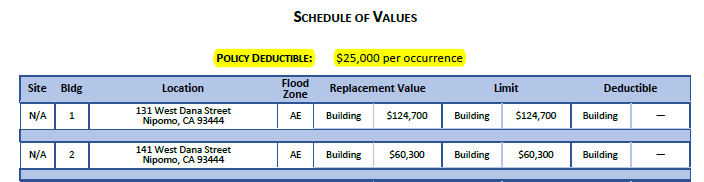 SCHEDULE OF VALUES
POLICY DEDUCTIBLE: $25,000 per occurrence
Site Bldg Location Flood Zone Replacement Value Limit Deductible
N/A 1 131 West Dana Street Nipomo, CA 93444 AE Building $124,700 Building $124,700 Building —
N/A 2 141 West Dana Street Nipomo, CA 93444 AE Building $60,300 Building $60,300 Building —